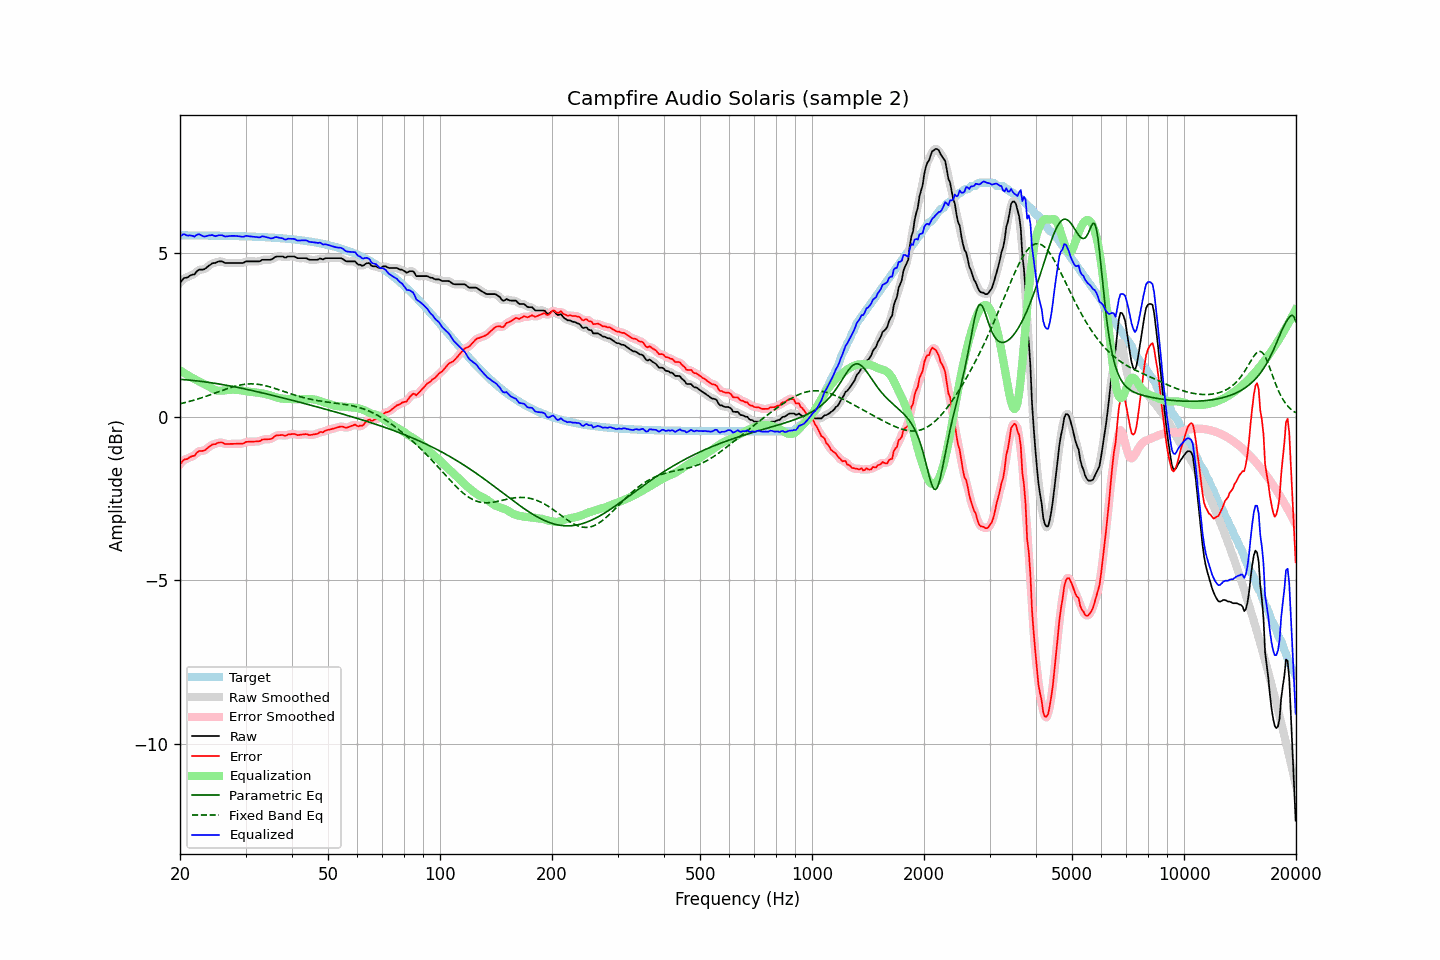 Campfire Audio Solaris (sample 2)
5
0
−5
−10
Amplitude (dBr)
Target
Raw Smoothed
Error Smoothed
Raw
Error
Equalization
Parametric Eq
Fixed Band Eq
Equalized
20 50 100 200 500 1000 2000 5000 10000 20000
Frequency (Hz)